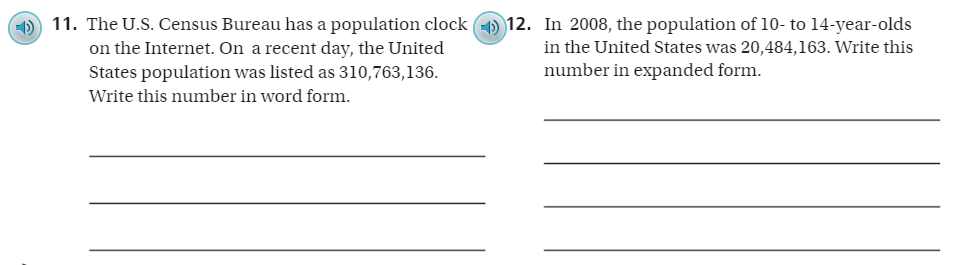 11. The U.S. Census Bureau has a population clock
on the Internet. On a recent day, the United
States population was listed as 310,763,136.
Write this number in word form.
12. In 2008, the population of 10- to 14-year-olds
in the United States was 20,484,163. Write this
number in expanded form.